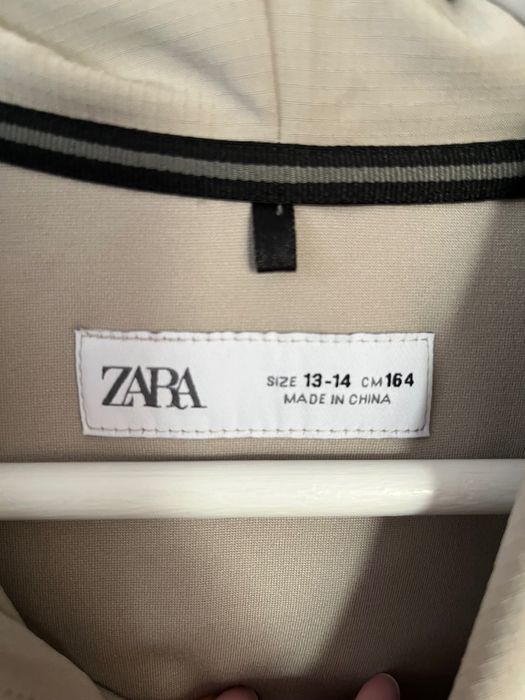 ZARA
SIZE 13-14 CM 164
MADE IN CHINA